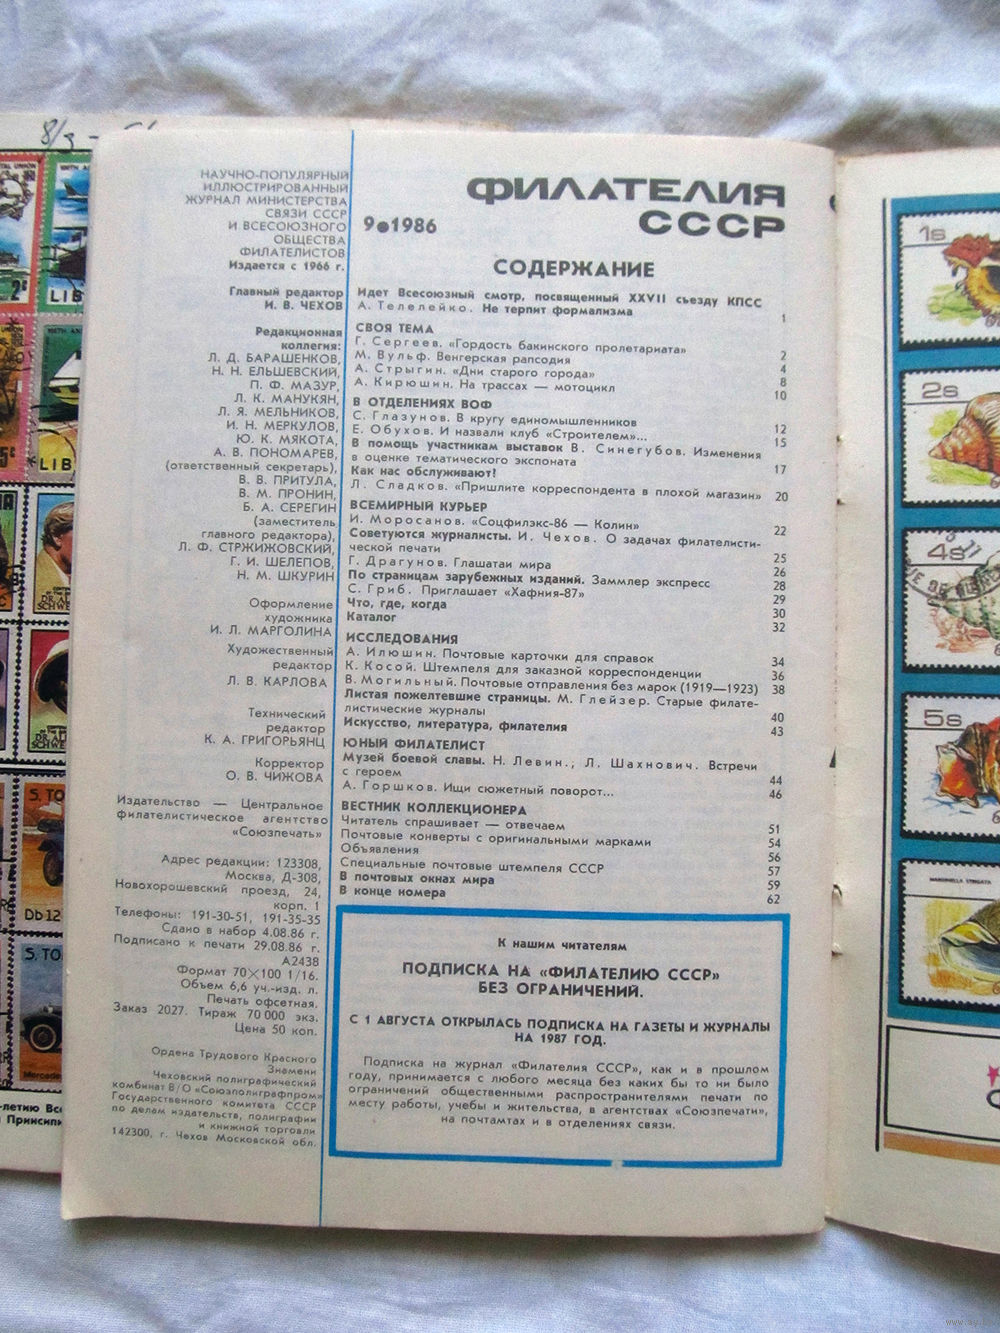 8/3 –
НАУЧНО-ПОПУЛЯРНЫЙ
ИЛЛЮСТРИРОВАННЫЙ
ЖУРНАЛ МИНИСТЕРСТВА
СВЯЗИ СССР
И ВСЕСОЮЗНОГО
ОБЩЕСТВА
ФИЛАТЕЛИСТОВ
Издается с 1966 г.
Главный редактор
И. В. ЧЕХОВ
Редакционная
коллегия:
Л. Д. БАРАШЕНКОВ,
Н. Н. ЕЛЬШЕВСКИЙ,
П. Ф. МАЗУР,
Л. К. МАНУКЯН,
Л. Я. МЕЛЬНИКОВ,
И. Н. МЕРКУЛОВ,
Ю. К. МЯКОТА,
А. В. ПОНОМАРЕВ,
(ответственный секретарь),
В. В. ПРИТУЛА,
В. М. ПРОНИН,
Б. А. СЕРЕГИН
(заместитель
главного редактора),
Л. Ф. СТРЖИЖОВСКИЙ,
Г. И. ШЕЛЕПОВ,
Н. М. ШКУРИН
Оформление
художника
И. Л. МАРГОЛИНА
Художественный
редактор
Л. В. КАРЛОВА
Технический
редактор
К. А. ГРИГОРЬЯНЦ
Корректор
О. В. ЧИЖОВА
Издательство — Центральное
филателистическое агентство
«Союзпечать»
Адрес редакции: 123308,
Москва, Д-308,
Новохорошевский проезд, 24,
корп. 1
Телефоны: 191-30-51, 191-35-35
Сдано в набор 4.08.86 г.
Подписано к печати 29.08.86 г.
А2438
Формат 70×100 1/16.
Объем 6,6 уч.-изд. л.
Печать офсетная.
Заказ 2027. Тираж 70 000 экз.
Цена 50 коп.
Ордена Трудового Красного
Знамени
Чеховский полиграфический
комбинат В/О «Союзполиграфпром»
Государственного комитета СССР
по делам издательств, полиграфии
и книжной торговли
142300, г. Чехов Московской обл.
ФИЛАТЕЛИЯ
СССР
9●1986
СОДЕРЖАНИЕ
Идет Всесоюзный смотр, посвященный XXVII съезду КПСС
А. Телелейко. Не терпит формализма 1
СВОЯ ТЕМА
Г. Сергеев. «Гордость бакинского пролетариата» 2
М. Вульф. Венгерская рапсодия 4
А. Стрыгин. «Дни старого города» 8
А. Кирюшин. На трассах — мотоцикл 10
В ОТДЕЛЕНИЯХ ВОФ
С. Глазунов. В кругу единомышленников 12
Е. Обухов. И назвали клуб «Строителем»... 15
В помощь участникам выставок В. Синегубов. Изменения
в оценке тематического экспоната 17
Как нас обслуживают!
Л. Сладков. «Пришлите корреспондента в плохой магазин» 20
ВСЕМИРНЫЙ КУРЬЕР
И. Моросанов. «Соцфилэкс-86 — Колин» 22
Советуются журналисты. И. Чехов. О задачах филателисти-
ческой печати 25
Г. Драгунов. Глашатаи мира 26
По страницам зарубежных изданий. Заммлер экспресс 28
С. Гриб. Приглашает «Хафния-87» 29
Что, где, когда 30
Каталог 32
ИССЛЕДОВАНИЯ
А. Илюшин. Почтовые карточки для справок 34
К. Косой. Штемпеля для заказной корреспонденции 36
В. Могильный. Почтовые отправления без марок (1919—1923) 38
Листая пожелтевшие страницы. М. Глейзер. Старые филате-
листические журналы 40
Искусство, литература, филателия 43
ЮНЫЙ ФИЛАТЕЛИСТ
Музей боевой славы. Н. Левин., Л. Шахнович. Встречи
с героем 44
А. Горшков. Ищи сюжетный поворот... 46
ВЕСТНИК КОЛЛЕКЦИОНЕРА
Читатель спрашивает — отвечаем 51
Почтовые конверты с оригинальными марками 54
Объявления 56
Специальные почтовые штемпеля СССР 57
В почтовых окнах мира 59
В конце номера 62
К нашим читателям
ПОДПИСКА НА «ФИЛАТЕЛИЮ СССР»
БЕЗ ОГРАНИЧЕНИЙ.
С 1 АВГУСТА ОТКРЫЛАСЬ ПОДПИСКА НА ГАЗЕТЫ И ЖУРНАЛЫ
НА 1987 ГОД.
Подписка на журнал «Филателия СССР», как и в прошлом
году, принимается с любого месяца без каких бы то ни было
ограничений общественными распространителями печати по
месту работы, учебы и жительства, в агентствах «Союзпечати»,
на почтамтах и в отделениях связи.
LIB
LIB
S. TO
Db 12
S. TO
Mercede
-летию Вс
Принсипи
1s
2s
4s
5s
MARGINELLA STRIGATA